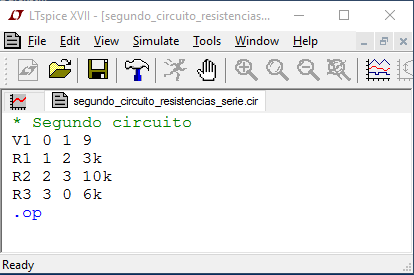 LTspice XVII - [segundo_circuito_resistencias...
File Edit View Simulate Tools Window Help
segundo_circuito_resistencias_serie.cir
* Segundo circuito
V1 0 1 9
R1 1 2 3k
R2 2 3 10k
R3 3 0 6k
.op
Ready